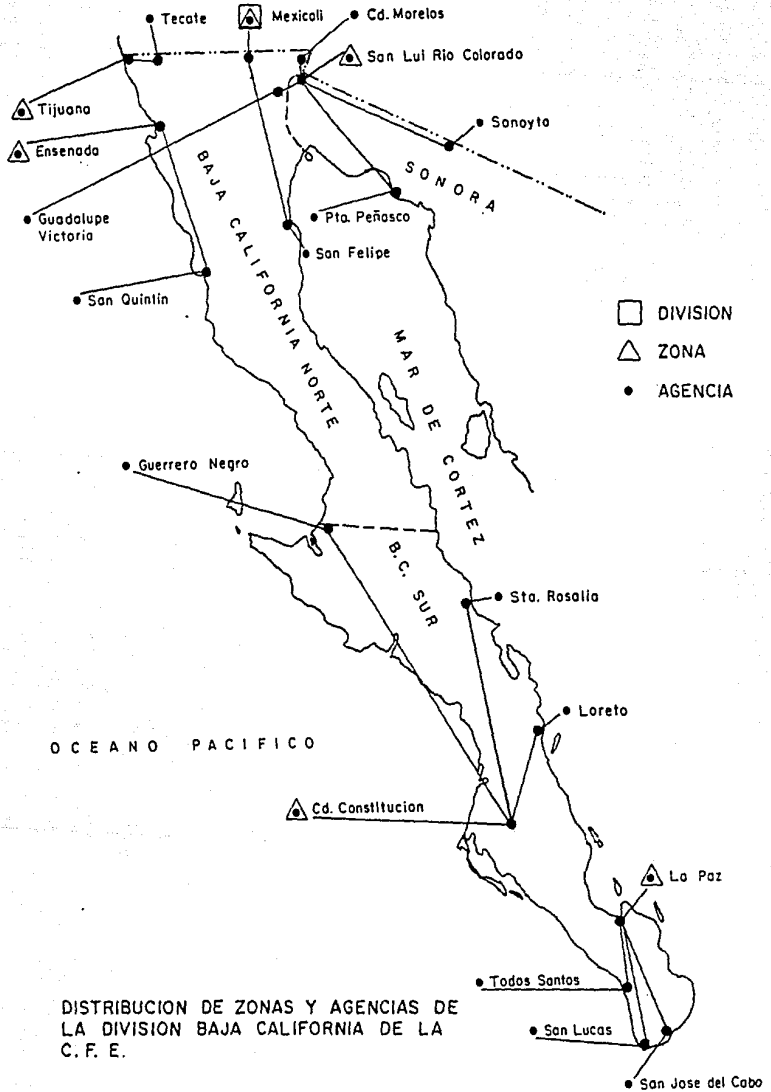 Tecate
Mexicali
Cd. Morelos
San Lui Rio Colorado
Tijuana
Sonoyta
Ensenada
BAJA CALIFORNIA NORTE
SONORA
Guadalupe
Victoria
Pto. Peñasco
San Felipe
San Quintin
DIVISION
ZONA
AGENCIA
MAR DE CORTEZ
Guerrero Negro
B.C. SUR
Sta. Rosalia
Loreto
OCEANO PACIFICO
Cd. Constitucion
La Paz
Todos Santos
DISTRIBUCION DE ZONAS Y AGENCIAS DE
LA DIVISION BAJA CALIFORNIA DE LA
C. F. E.
San Lucas
San Jose del Cabo